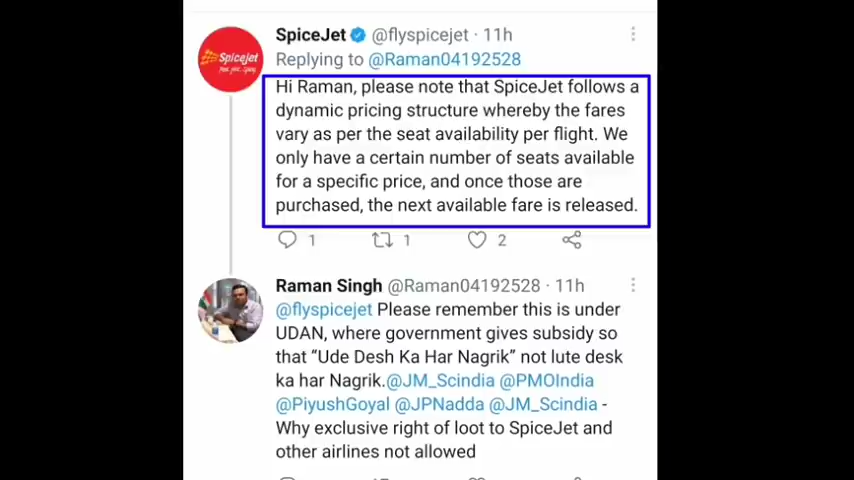 SpiceJet @flyspicejet · 11h
Replying to @Raman04192528
Hi Raman, please note that SpiceJet follows a
dynamic pricing structure whereby the fares
vary as per the seat availability per flight. We
only have a certain number of seats available
for a specific price, and once those are
purchased, the next available fare is released.
1 1 2
Raman Singh @Raman04192528 · 11h
@flyspicejet Please remember this is under
UDAN, where government gives subsidy so
that “Ude Desh Ka Har Nagrik” not lute desk
ka har Nagrik.@JM_Scindia @PMOIndia
@PiyushGoyal @JPNadda @JM_Scindia -
Why exclusive right of loot to SpiceJet and
other airlines not allowed